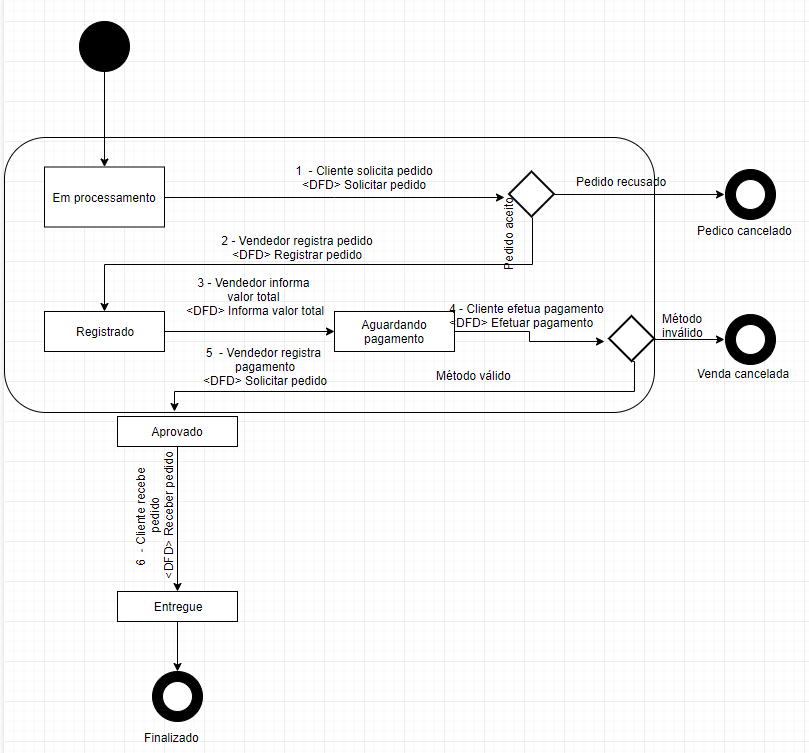 Em processamento
1 - Cliente solicita pedido
<DFD> Solicitar pedido
Pedido aceito
Pedido recusado
Pedico cancelado
2 - Vendedor registra pedido
<DFD> Registrar pedido
Registrado
3 - Vendedor informa
valor total
<DFD> Informa valor total
Aguardando
pagamento
4 - Cliente efetua pagamento
<DFD> Efetuar pagamento
Método
inválido
Venda cancelada
5 - Vendedor registra
pagamento
<DFD> Solicitar pedido
Método válido
Aprovado
6 - Cliente recebe
pedido
<DFD> Receber pedido
Entregue
Finalizado